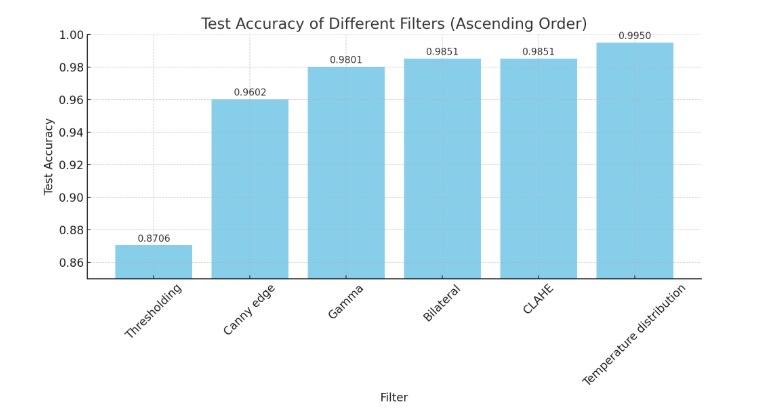 Test Accuracy of Different Filters (Ascending Order)
1.00
0.98
0.96
0.94
0.92
0.90
0.88
0.86
Test Accuracy
0.8706
0.9602
0.9801
0.9851
0.9851
0.9950
Thresholding
Canny edge
Gamma
Bilateral
CLAHE
Temperature distribution
Filter